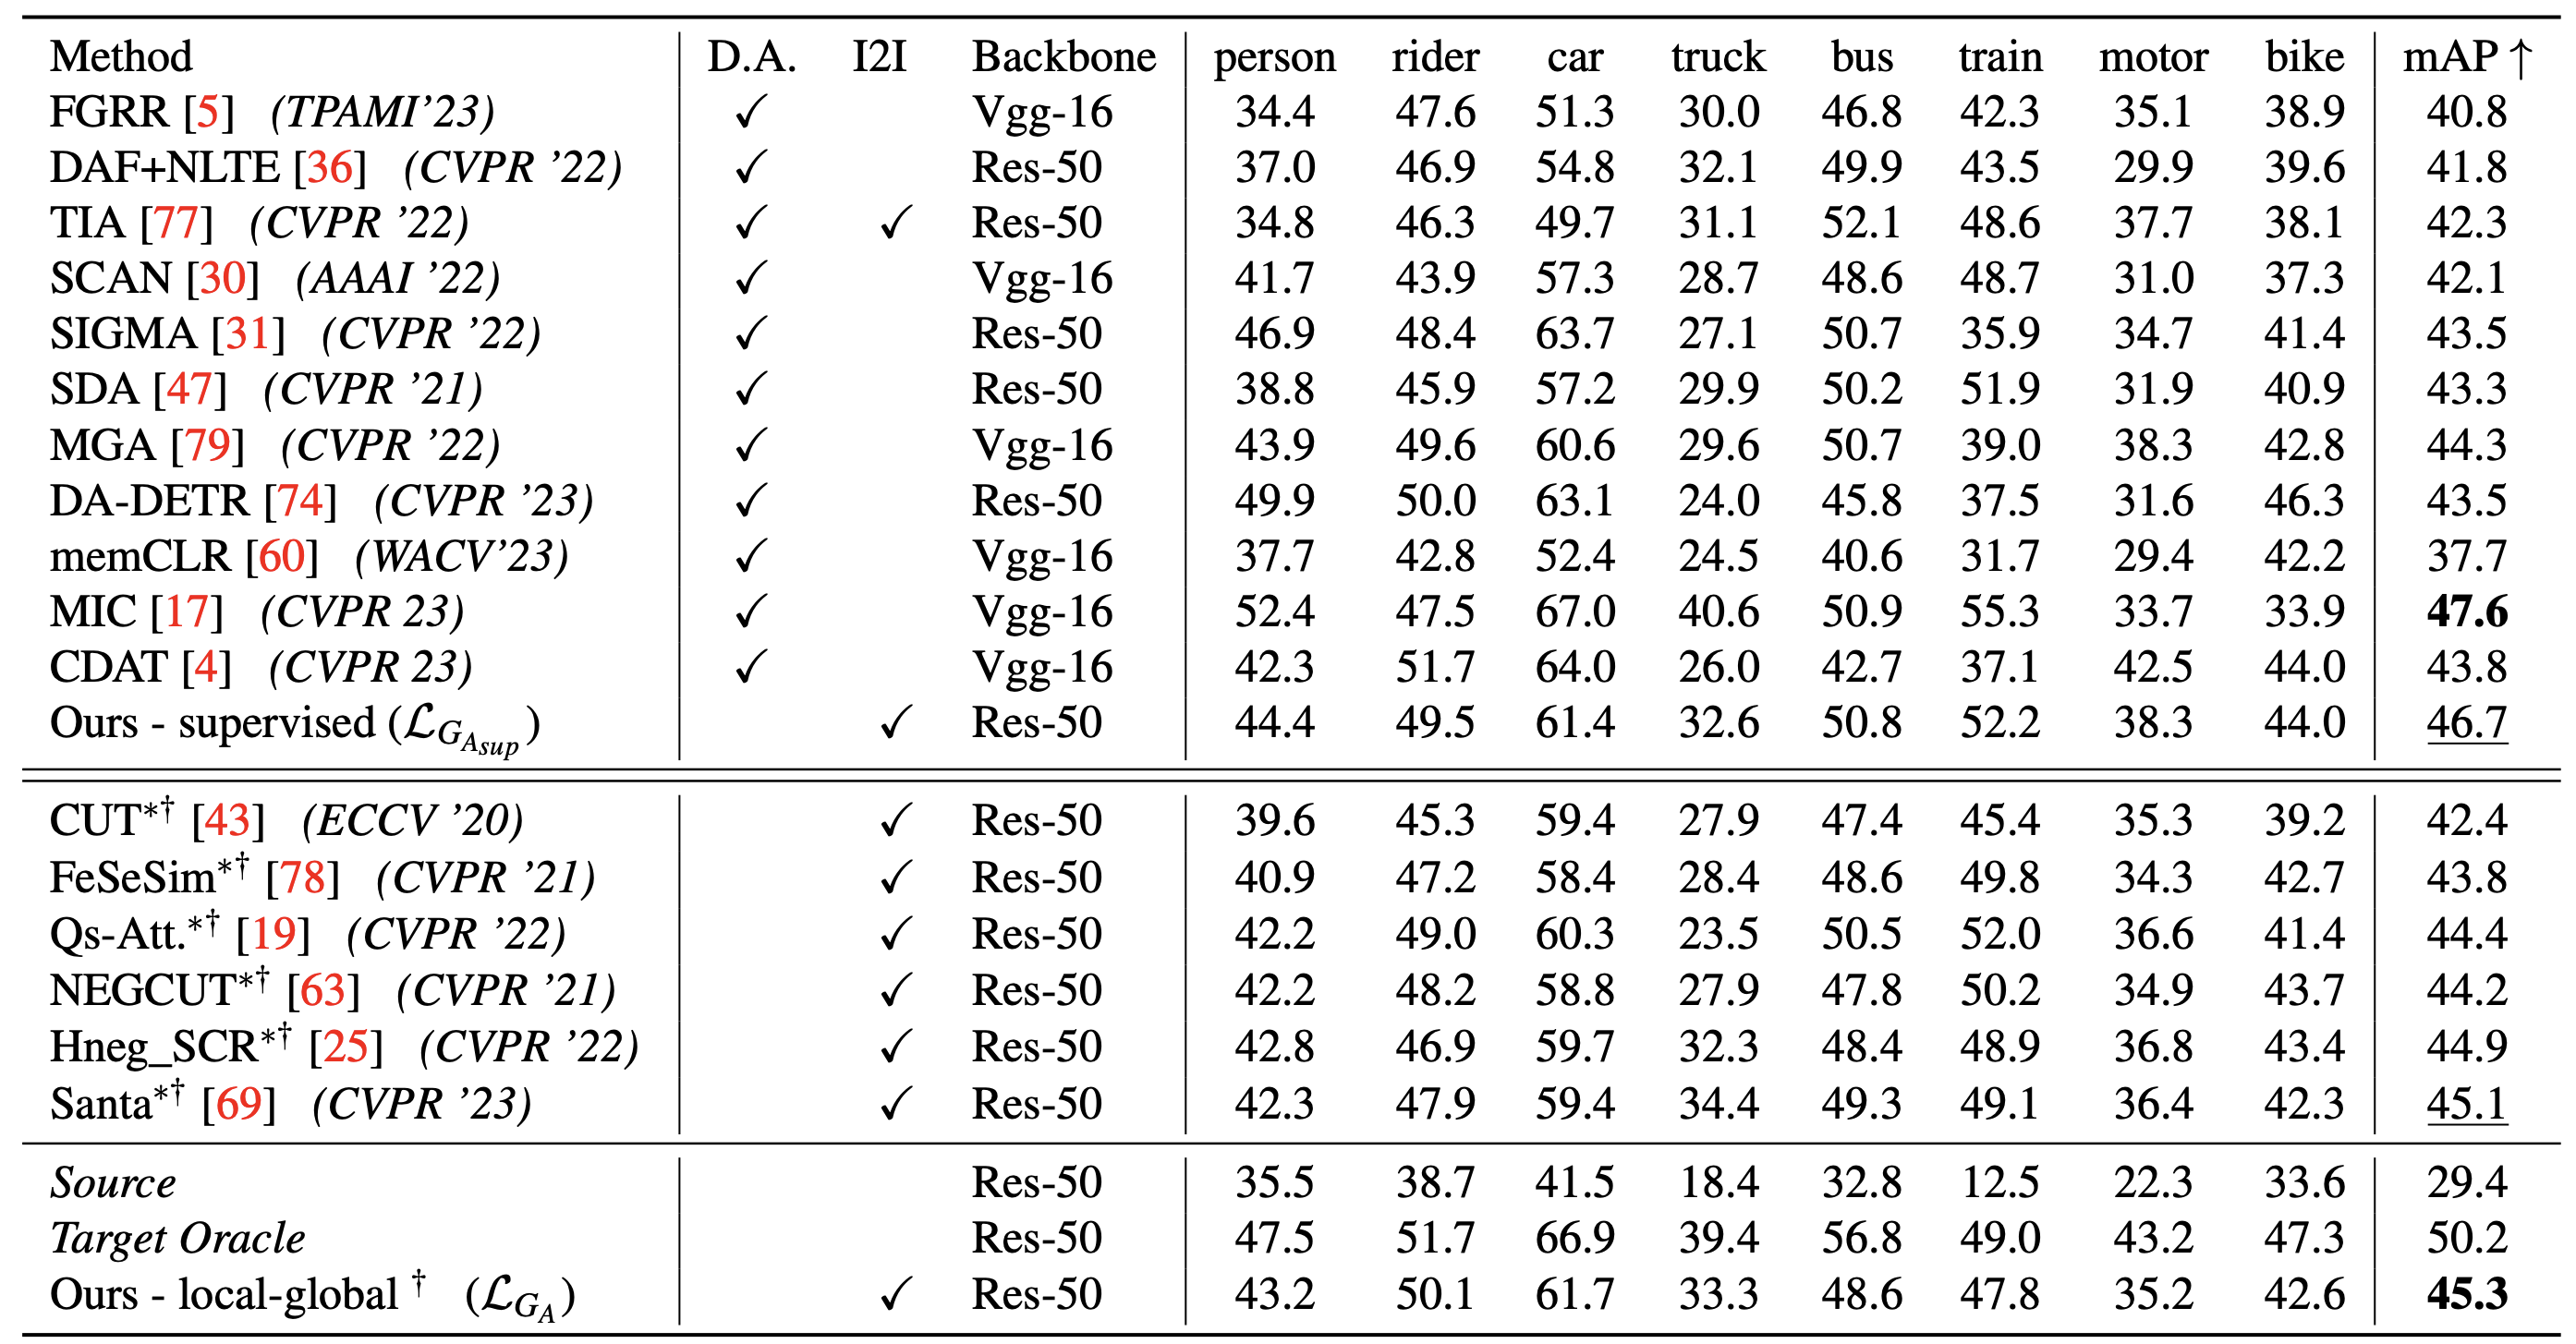 Method D.A. I2I Backbone person rider car truck bus train motor bike mAP ↑
FGRR [5] (TPAMI’23) ✓ Vgg-16 34.4 47.6 51.3 30.0 46.8 42.3 35.1 38.9 40.8
DAF+NLTE [36] (CVPR ’22) ✓ Res-50 37.0 46.9 54.8 32.1 49.9 43.5 29.9 39.6 41.8
TIA [77] (CVPR ’22) ✓ ✓ Res-50 34.8 46.3 49.7 31.1 52.1 48.6 37.7 38.1 42.3
SCAN [30] (AAAI ’22) ✓ Vgg-16 41.7 43.9 57.3 28.7 48.6 48.7 31.0 37.3 42.1
SIGMA [31] (CVPR ’22) ✓ Res-50 46.9 48.4 63.7 27.1 50.7 35.9 34.7 41.4 43.5
SDA [47] (CVPR ’21) ✓ Res-50 38.8 45.9 57.2 29.9 50.2 51.9 31.9 40.9 43.3
MGA [79] (CVPR ’22) ✓ Vgg-16 43.9 49.6 60.6 29.6 50.7 39.0 38.3 42.8 44.3
DA-DETR [74] (CVPR ’23) ✓ Res-50 49.9 50.0 63.1 24.0 45.8 37.5 31.6 46.3 43.5
memCLR [60] (WACV’23) ✓ Vgg-16 37.7 42.8 52.4 24.5 40.6 31.7 29.4 42.2 37.7
MIC [17] (CVPR 23) ✓ Vgg-16 52.4 47.5 67.0 40.6 50.9 55.3 33.7 33.9 47.6
CDAT [4] (CVPR 23) ✓ Vgg-16 42.3 51.7 64.0 26.0 42.7 37.1 42.5 44.0 43.8
Ours - supervised (ℒ_{G_{A_{sup}}}) ✓ Res-50 44.4 49.5 61.4 32.6 50.8 52.2 38.3 44.0 46.7
CUT*† [43] (ECCV ’20) ✓ Res-50 39.6 45.3 59.4 27.9 47.4 45.4 35.3 39.2 42.4
FeSeSim*† [78] (CVPR ’21) ✓ Res-50 40.9 47.2 58.4 28.4 48.6 49.8 34.3 42.7 43.8
Qs-Att.*† [19] (CVPR ’22) ✓ Res-50 42.2 49.0 60.3 23.5 50.5 52.0 36.6 41.4 44.4
NEGCUT*† [63] (CVPR ’21) ✓ Res-50 42.2 48.2 58.8 27.9 47.8 50.2 34.9 43.7 44.2
Hneg_SCR*† [25] (CVPR ’22) ✓ Res-50 42.8 46.9 59.7 32.3 48.4 48.9 36.8 43.4 44.9
Santa*† [69] (CVPR ’23) ✓ Res-50 42.3 47.9 59.4 34.4 49.3 49.1 36.4 42.3 45.1
Source Res-50 35.5 38.7 41.5 18.4 32.8 12.5 22.3 33.6 29.4
Target Oracle Res-50 47.5 51.7 66.9 39.4 56.8 49.0 43.2 47.3 50.2
Ours - local-global † (ℒ_{G_A}) ✓ Res-50 43.2 50.1 61.7 33.3 48.6 47.8 35.2 42.6 45.3